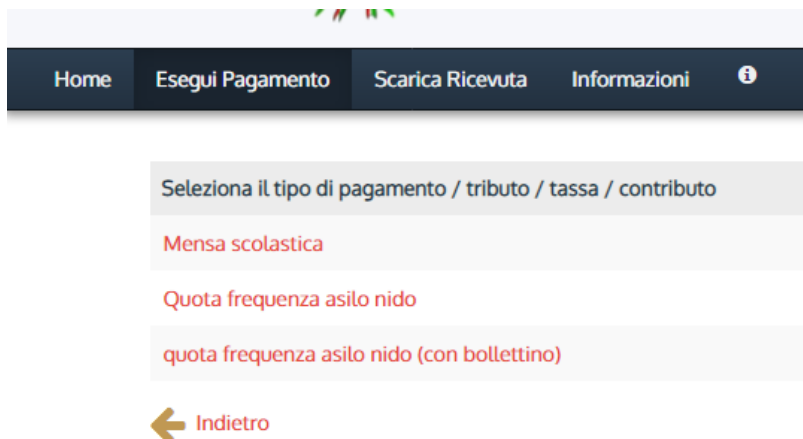 Home Esegui Pagamento Scarica Ricevuta Informazioni
Seleziona il tipo di pagamento / tributo / tassa / contributo
Mensa scolastica
Quota frequenza asilo nido
quota frequenza asilo nido (con bollettino)
Indietro